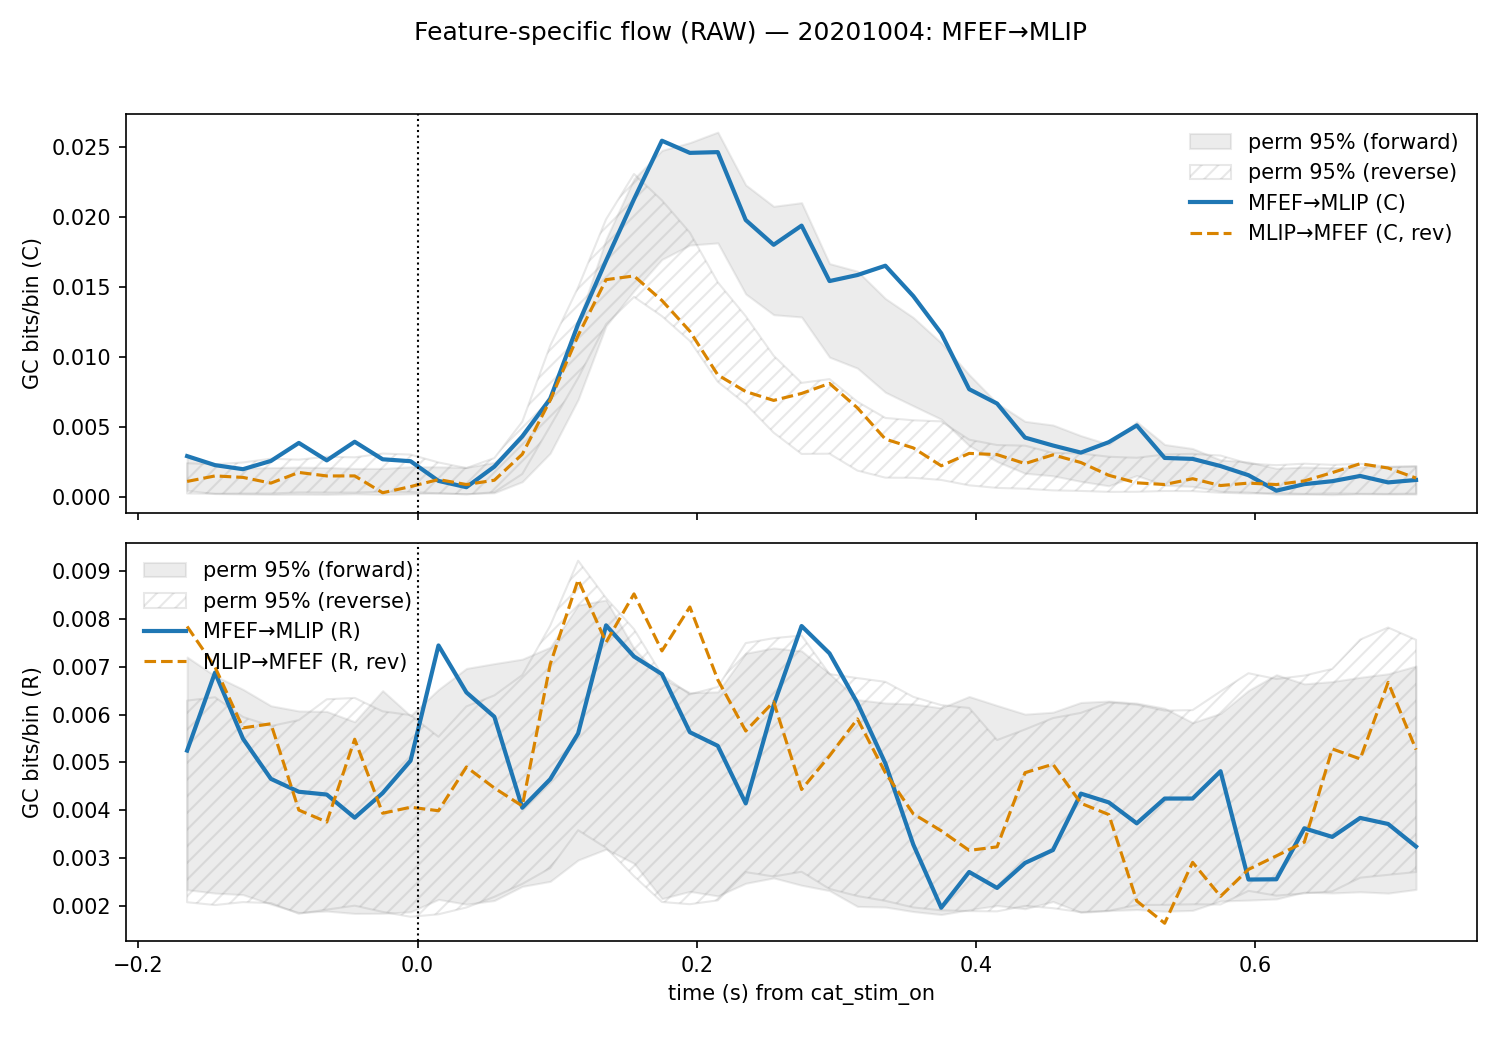 Feature-specific flow (RAW) — 20201004: MFEF→MLIP
GC bits/bin (C)
0.025
0.020
0.015
0.010
0.005
0.000
perm 95% (forward)
perm 95% (reverse)
MFEF→MLIP (C)
MLIP→MFEF (C, rev)
GC bits/bin (R)
0.009
0.008
0.007
0.006
0.005
0.004
0.003
0.002
perm 95% (forward)
perm 95% (reverse)
MFEF→MLIP (R)
MLIP→MFEF (R, rev)
−0.2
0.0
0.2
0.4
0.6
time (s) from cat_stim_on